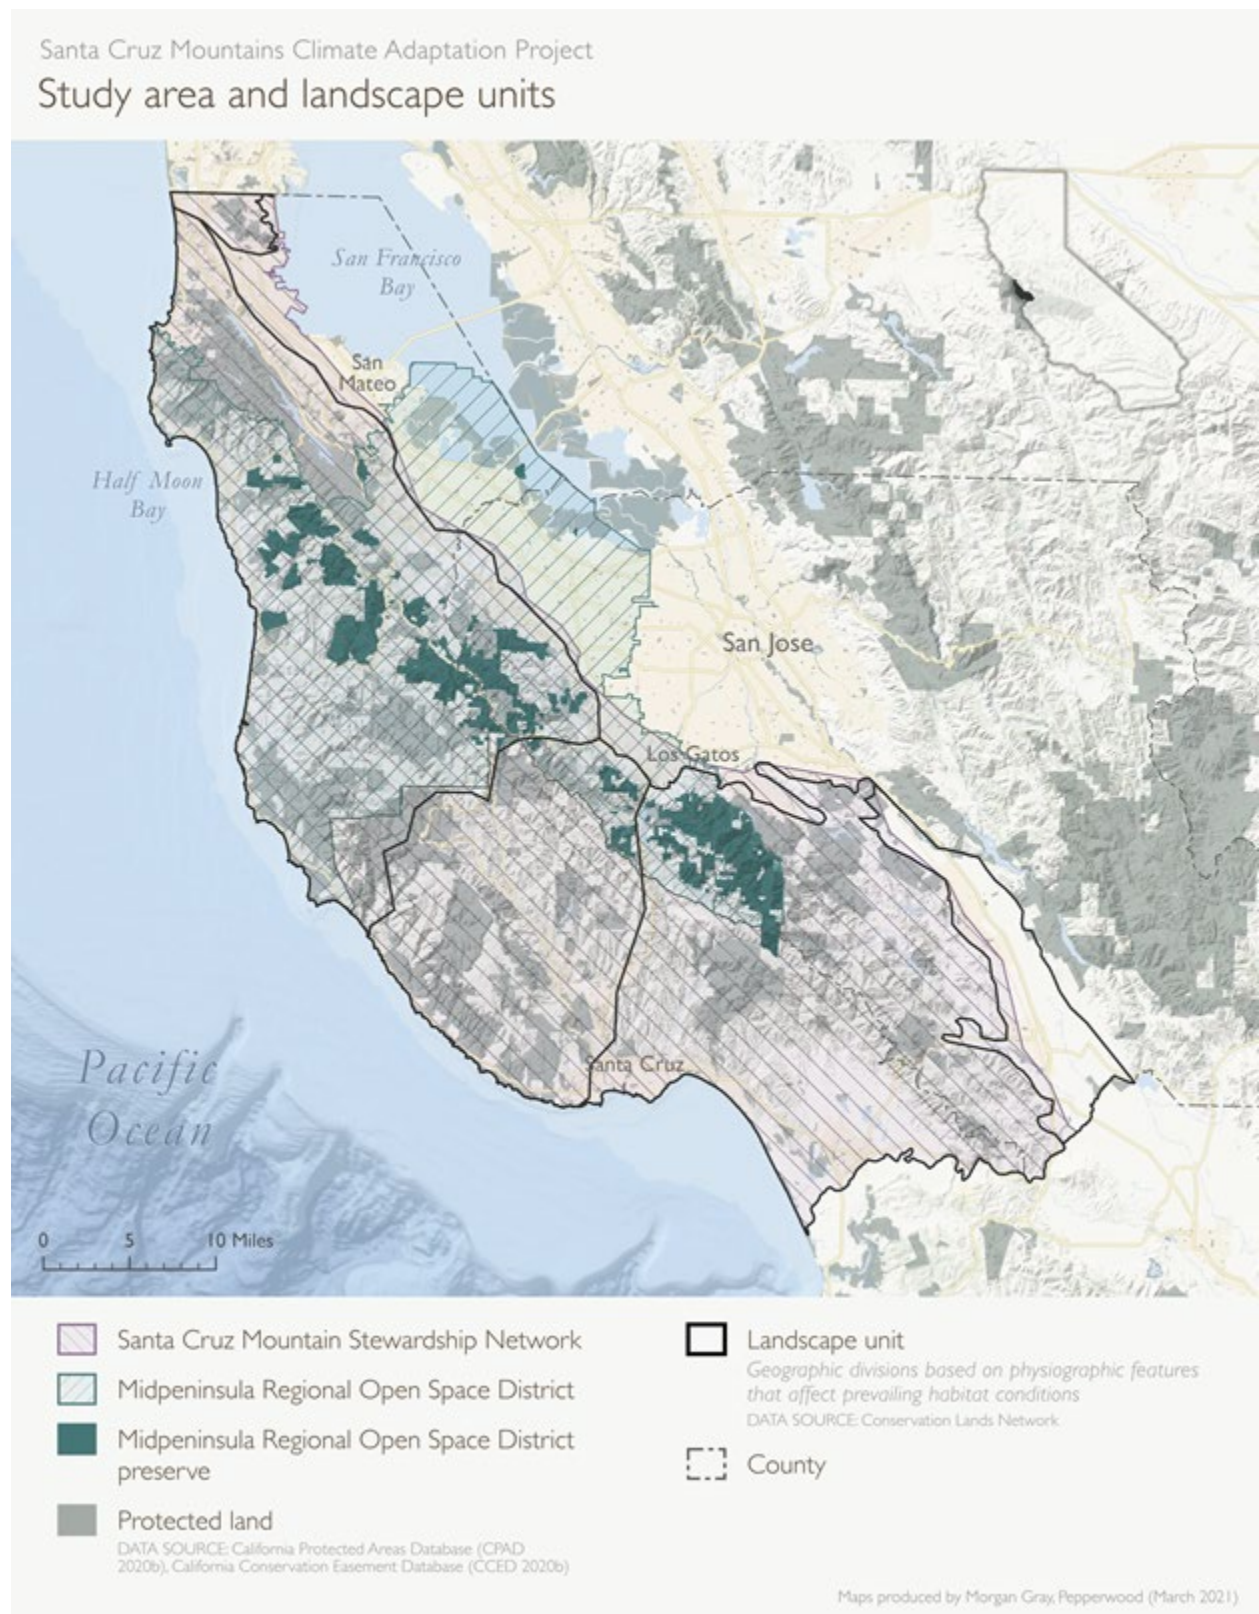 Santa Cruz Mountains Climate Adaptation Project
Study area and landscape units
San Francisco
Bay
San
Mateo
Half Moon
Bay
San Jose
Los Gatos
Santa Cruz
Pacific
Ocean
0 5 10 Miles
Santa Cruz Mountain Stewardship Network
Midpeninsula Regional Open Space District
Midpeninsula Regional Open Space District
preserve
Protected land
DATA SOURCE: California Protected Areas Database (CPAD
2020b), California Conservation Easement Database (CCED 2020b)
Landscape unit
Geographic divisions based on physiographic features
that affect prevailing habitat conditions
DATA SOURCE: Conservation Lands Network
County
Maps produced by Morgan Gray, Pepperwood (March 2021)